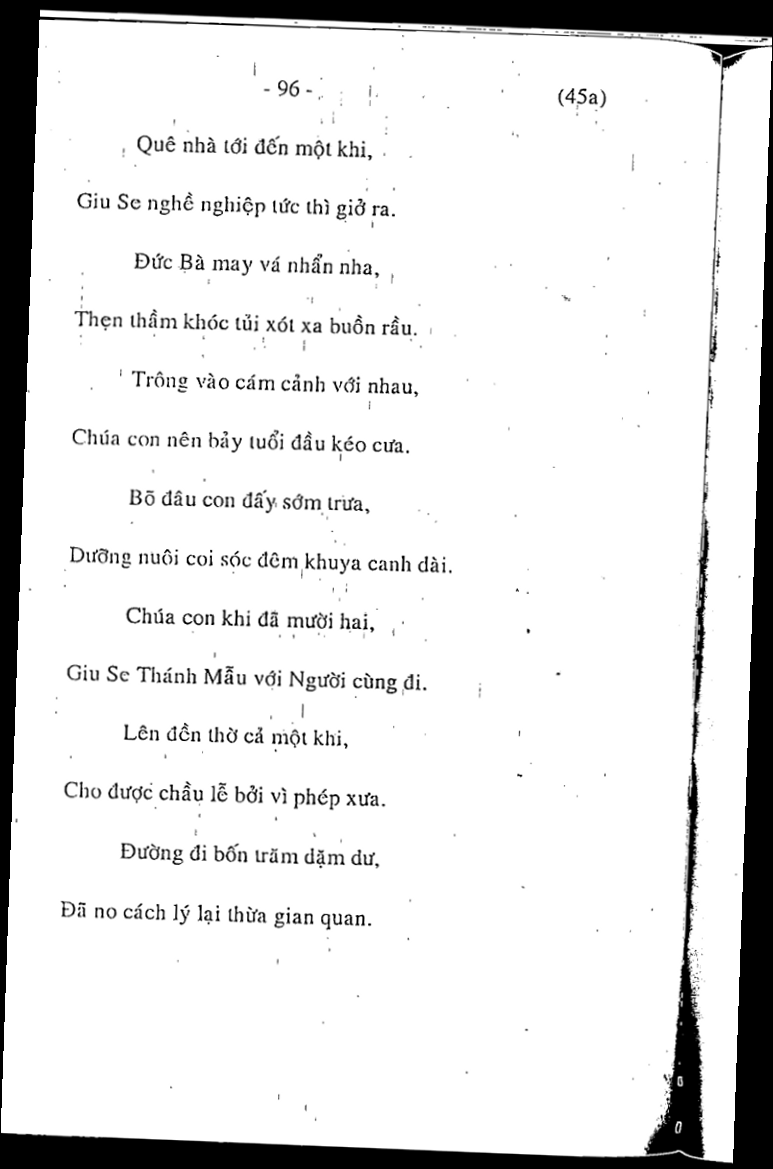 - 96 -
(45a)
Quê nhà tới đến một khi,
Giu Se nghề nghiệp tức thì giở ra.
Đức Bà may vá nhẩn nha,
Thẹn thầm khóc tủi xót xa buồn rầu.
Trông vào cám cảnh với nhau,
Chúa con nên bảy tuổi đầu kéo cưa.
Bõ đâu con đấy sớm trưa,
Dưỡng nuôi coi sóc đêm khuya canh dài.
Chúa con khi đã mười hai,
Giu Se Thánh Mẫu với Người cùng đi.
Lên đền thờ cả một khi,
Cho được chầu lễ bởi vì phép xưa.
Đường đi bốn trăm dặm dư,
Đã no cách lý lại thừa gian quan.